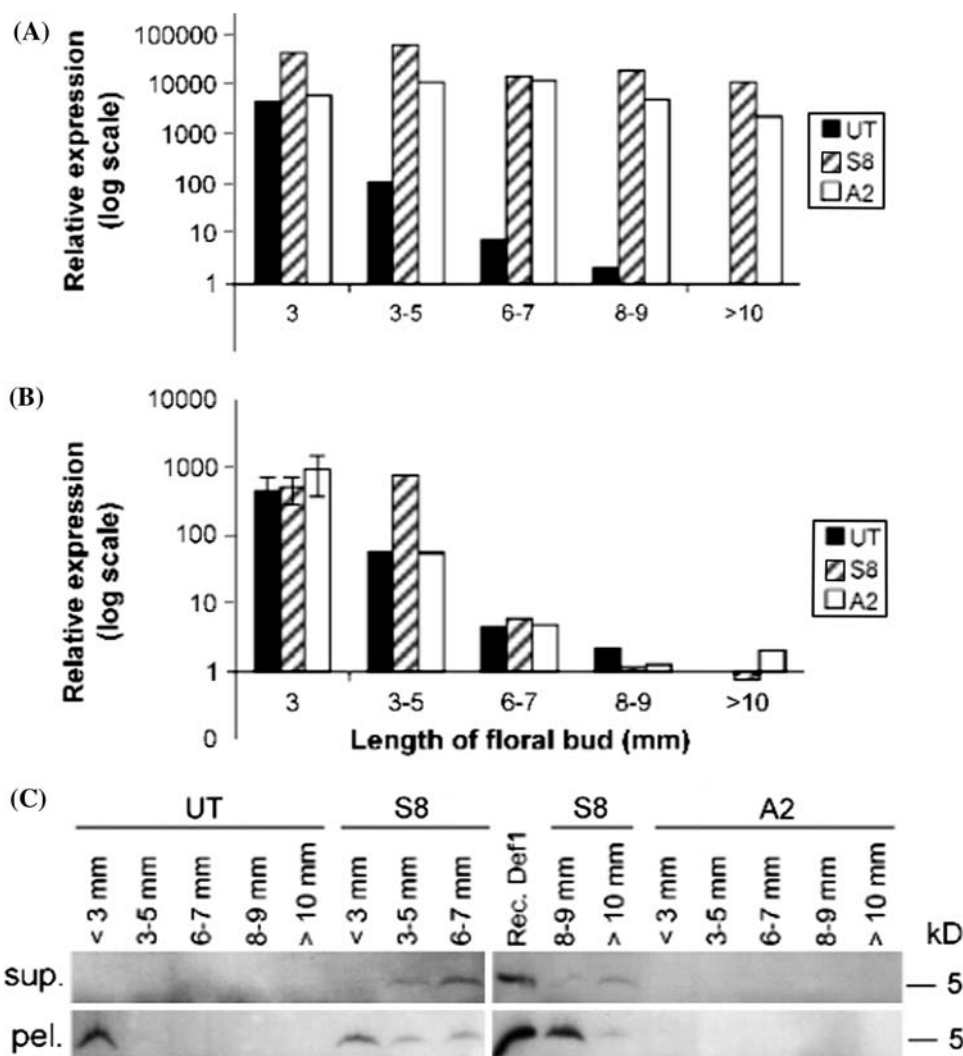 (A)
Relative expression
(log scale)
100000
10000
1000
100
10
1
3
3-5
6-7
8-9
>10
UT
S8
A2
(B)
Relative expression
(log scale)
10000
1000
100
10
1
0
3
3-5
6-7
8-9
>10
Length of floral bud (mm)
UT
S8
A2
(C)
UT
S8
S8
A2
< 3 mm
3-5 mm
6-7 mm
8-9 mm
> 10 mm
< 3 mm
3-5 mm
6-7 mm
Rec. Def1
8-9 mm
> 10 mm
< 3 mm
3-5 mm
6-7 mm
8-9 mm
> 10 mm
kD
sup.
— 5
pel.
— 5